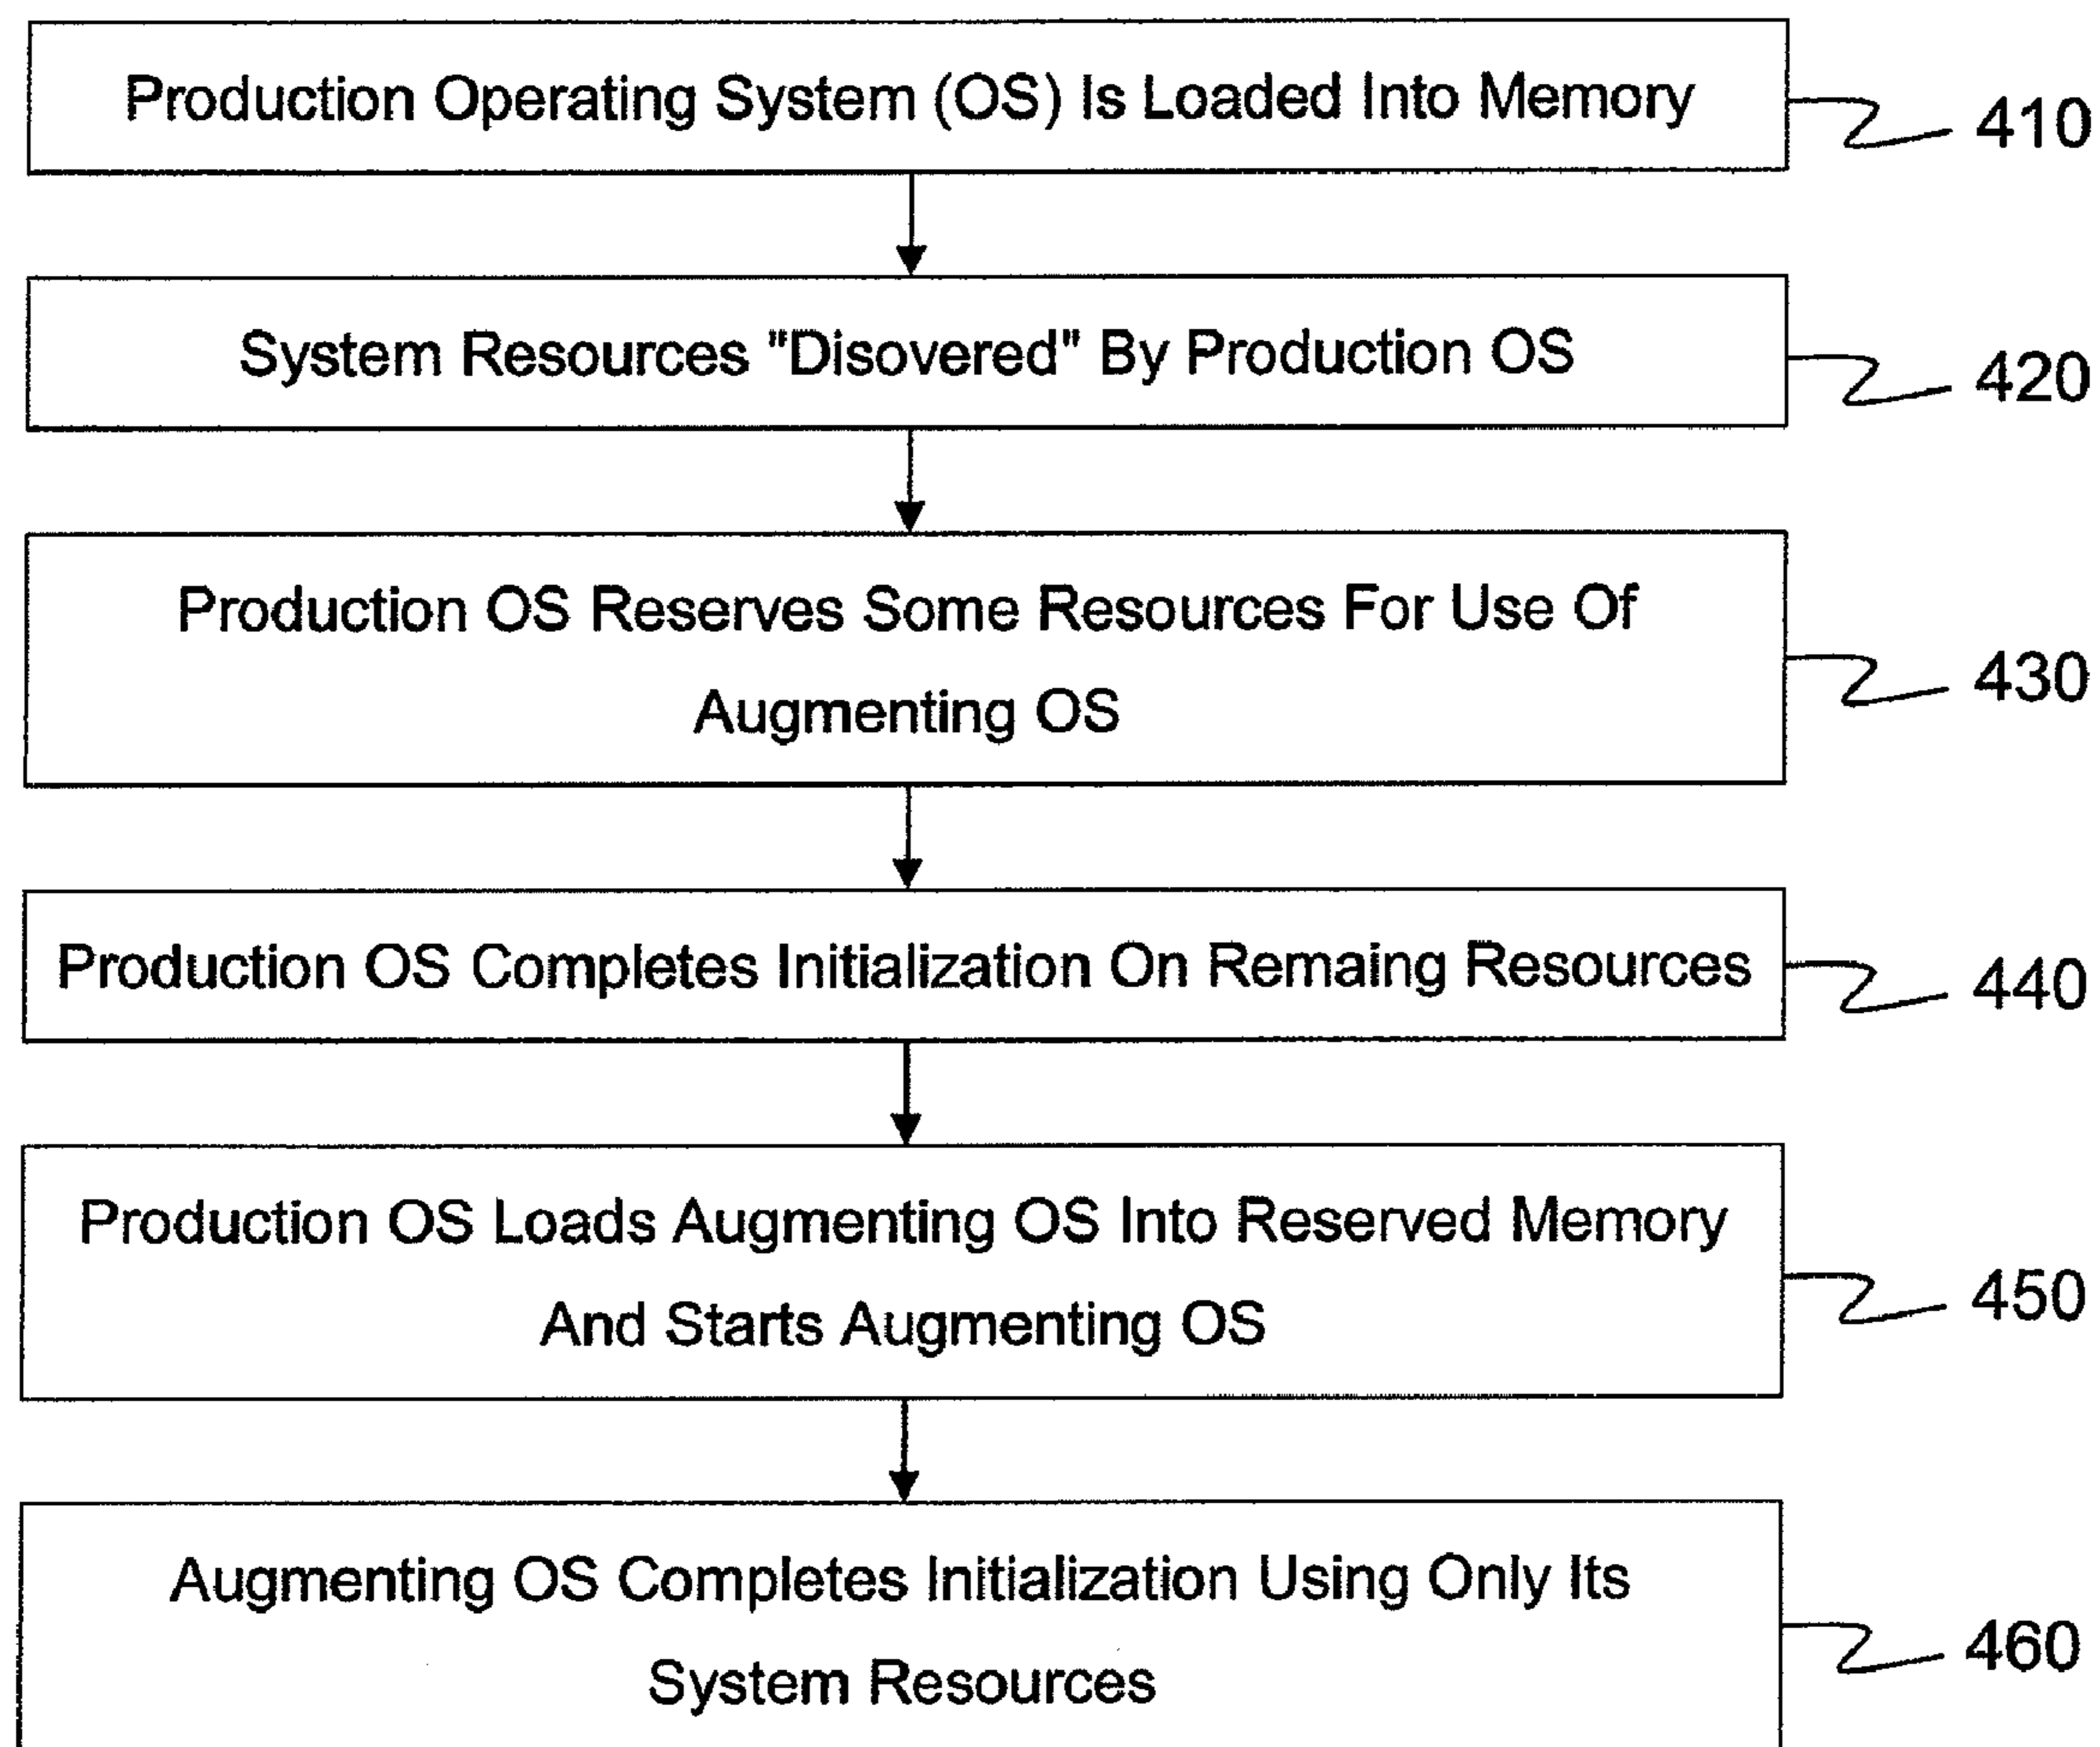 Production Operating System (OS) Is Loaded Into Memory
410
System Resources "Disovered" By Production OS
420
Production OS Reserves Some Resources For Use Of
Augmenting OS
430
Production OS Completes Initialization On Remaing Resources
440
Production OS Loads Augmenting OS Into Reserved Memory
And Starts Augmenting OS
450
Augmenting OS Completes Initialization Using Only Its
System Resources
460